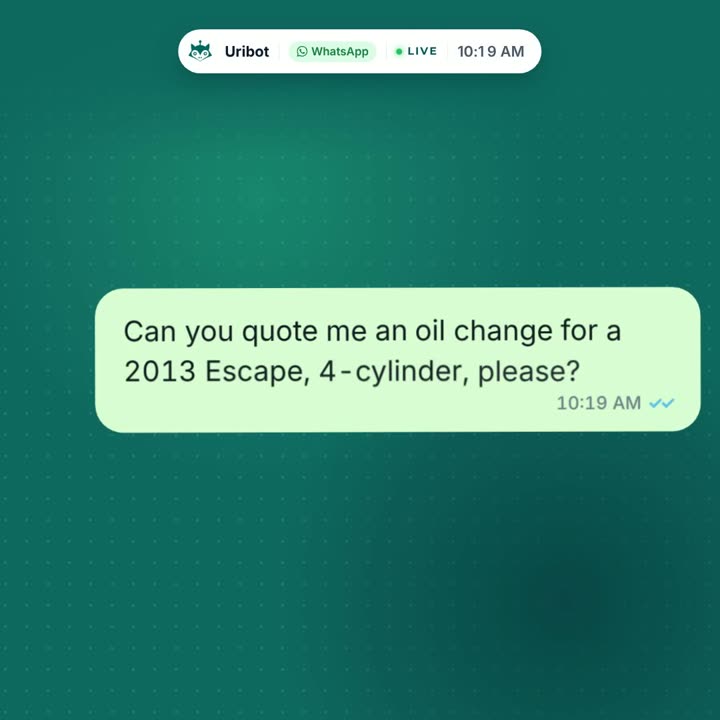 Uribot WhatsApp LIVE 10:19 AM
Can you quote me an oil change for a
2013 Escape, 4-cylinder, please?
10:19 AM